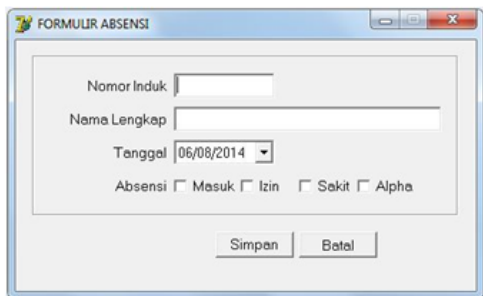 FORMULIR ABSENSI
Nomor Induk
Nama Lengkap
Tanggal 06/08/2014
Absensi Masuk Izin Sakit Alpha
Simpan Batal